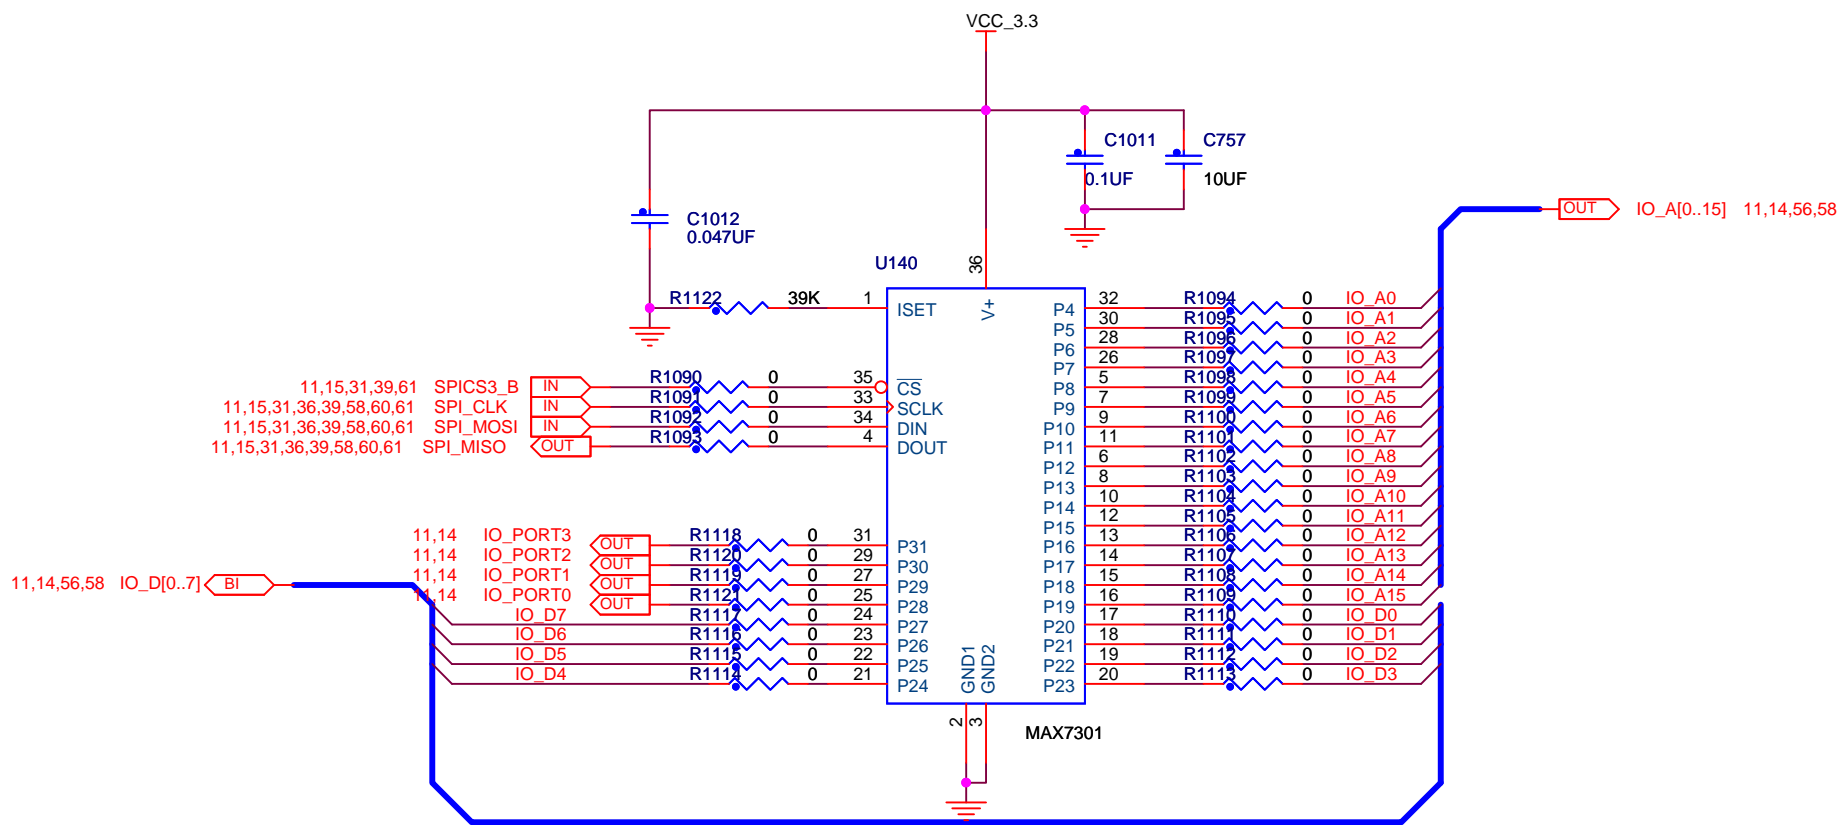 VCC_3.3
C1011
0.1UF
C757
10UF
OUT IO_A[0..15] 11,14,56,58
C1012
0.047UF
U140
36
V+
R1122 39K 1 ISET
11,15,31,39,61 SPICS3_B IN R1090 0 35 CS
11,15,31,36,39,58,60,61 SPI_CLK IN R1091 0 33 SCLK
11,15,31,36,39,58,60,61 SPI_MOSI IN R1092 0 34 DIN
11,15,31,36,39,58,60,61 SPI_MISO OUT R1093 0 4 DOUT
11,14 IO_PORT3 OUT R1118 0 31 P31
11,14 IO_PORT2 OUT R1120 0 29 P30
11,14 IO_PORT1 OUT R1119 0 27 P29
11,14 IO_PORT0 OUT R1121 0 25 P28
11,14,56,58 IO_D[0..7] BI
IO_D7 R1117 0 24 P27
IO_D6 R1116 0 23 P26
IO_D5 R1115 0 22 P25
IO_D4 R1114 0 21 P24
P4 32 R1094 0 IO_A0
P5 30 R1095 0 IO_A1
P6 28 R1096 0 IO_A2
P7 26 R1097 0 IO_A3
P8 5 R1098 0 IO_A4
P9 7 R1099 0 IO_A5
P10 9 R1100 0 IO_A6
P11 11 R1101 0 IO_A7
P12 6 R1102 0 IO_A8
P13 8 R1103 0 IO_A9
P14 10 R1104 0 IO_A10
P15 12 R1105 0 IO_A11
P16 13 R1106 0 IO_A12
P17 14 R1107 0 IO_A13
P18 15 R1108 0 IO_A14
P19 16 R1109 0 IO_A15
P20 17 R1110 0 IO_D0
P21 18 R1111 0 IO_D1
P22 19 R1112 0 IO_D2
P23 20 R1113 0 IO_D3
GND1
GND2
2
3
MAX7301